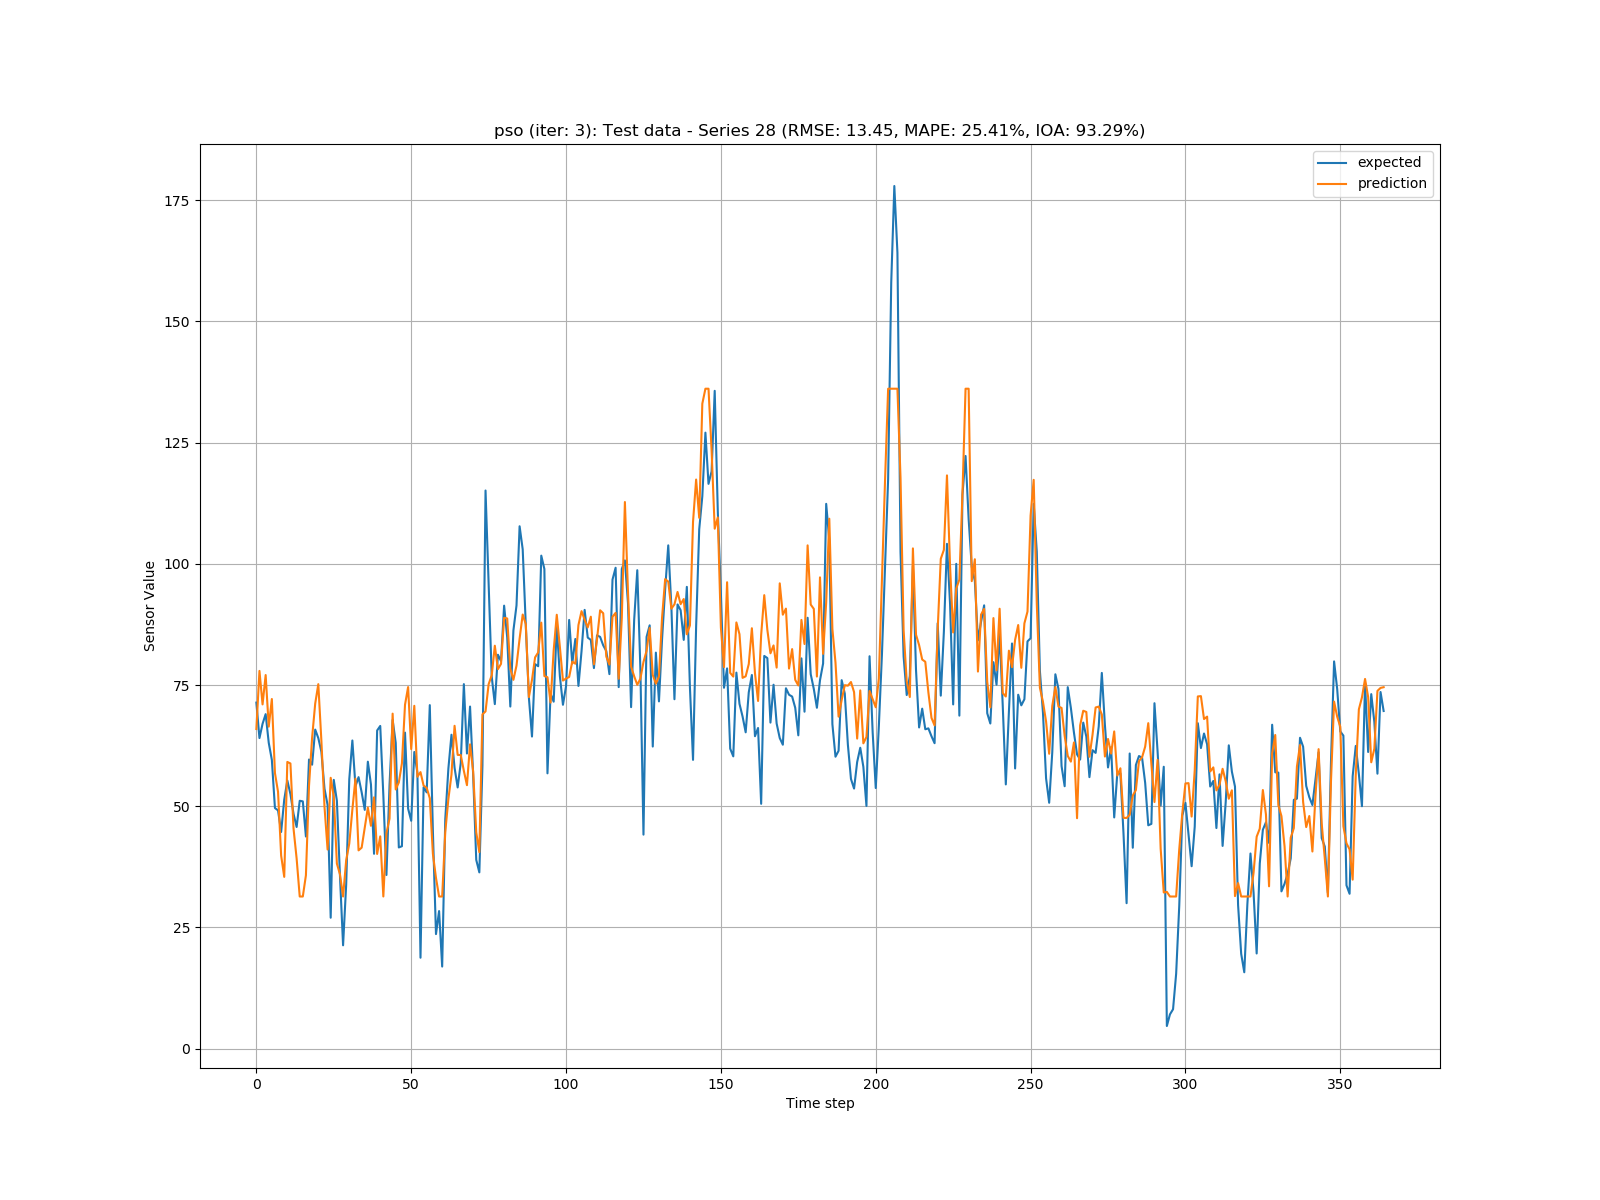 pso (iter: 3): Test data - Series 28 (RMSE: 13.45, MAPE: 25.41%, IOA: 93.29%)
expected
prediction
175
150
125
100
75
50
25
0
Sensor Value
0 50 100 150 200 250 300 350
Time step